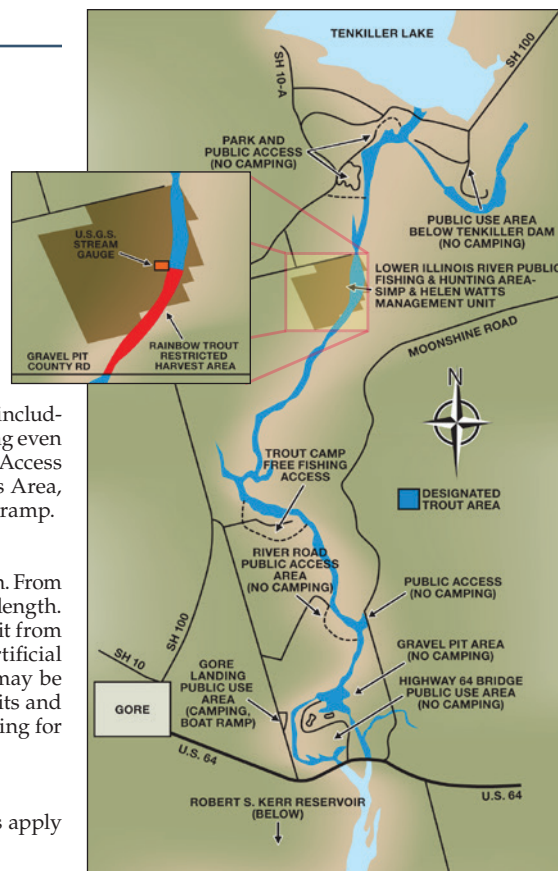 TENKILLER LAKE
SH 10-A
SH 100
PARK AND
PUBLIC ACCESS
(NO CAMPING)
PUBLIC USE AREA
BELOW TENKILLER DAM
(NO CAMPING)
U.S.G.S.
STREAM
GAUGE
LOWER ILLINOIS RIVER PUBLIC
FISHING & HUNTING AREA-
SIMP & HELEN WATTS
MANAGEMENT UNIT
GRAVEL PIT
COUNTY RD
RAINBOW TROUT
RESTRICTED
HARVEST AREA
MOONSHINE ROAD
N
includ-
ng even
Access
s Area,
ramp.
TROUT CAMP
FREE FISHING
ACCESS
DESIGNATED
TROUT AREA
n. From
length.
it from
rtificial
may be
its and
ing for
RIVER ROAD
PUBLIC ACCESS
AREA
(NO CAMPING)
PUBLIC ACCESS
(NO CAMPING)
GRAVEL PIT AREA
(NO CAMPING)
SH 10
SH 100
GORE
GORE
LANDING
PUBLIC USE
AREA
(CAMPING,
BOAT RAMP)
HIGHWAY 64 BRIDGE
PUBLIC USE AREA
(NO CAMPING)
U.S. 64
U.S. 64
s apply
ROBERT S. KERR RESERVOIR
(BELOW)